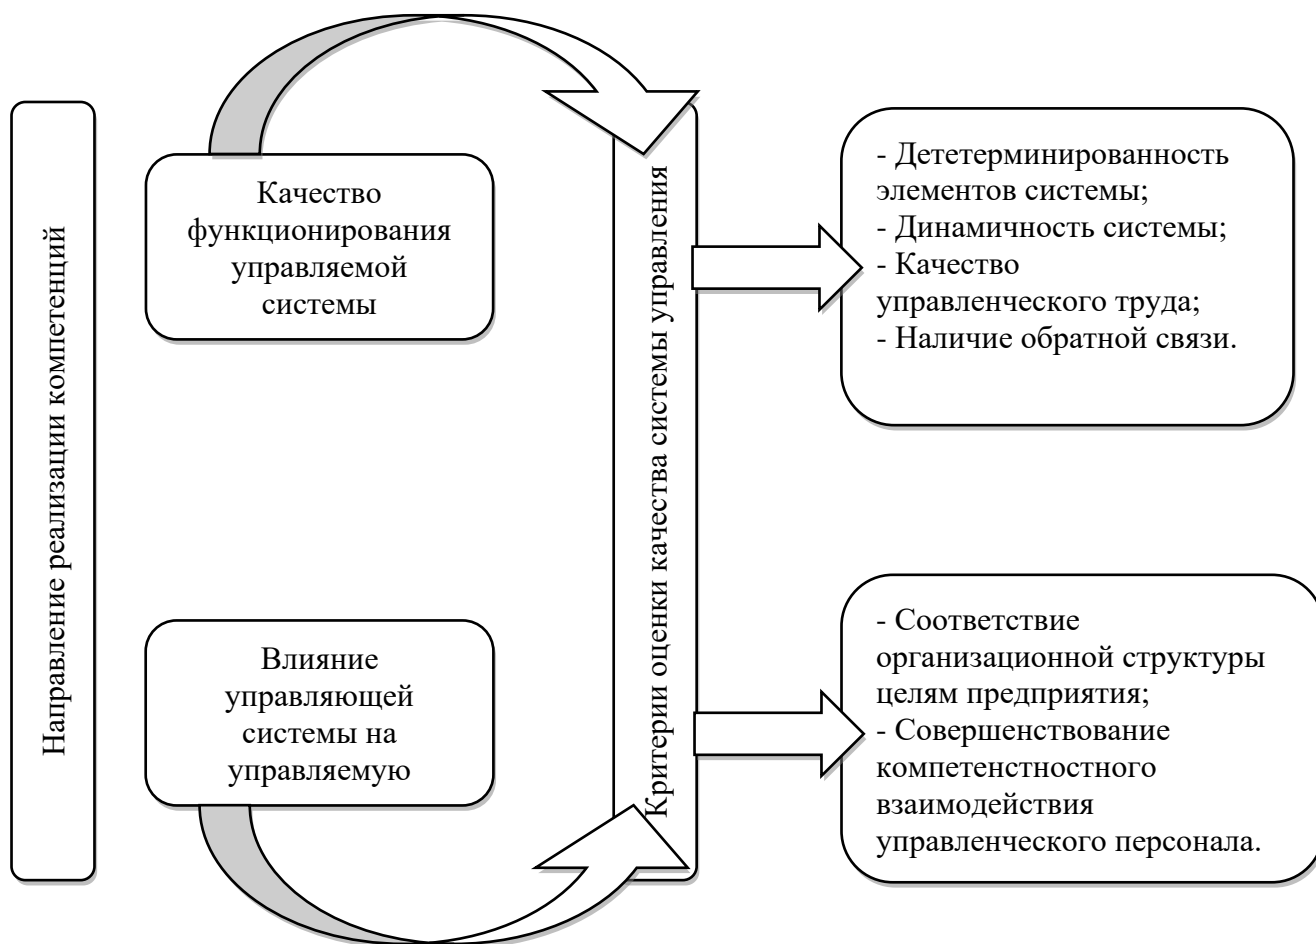 Направление реализации компетенций
Качество
функционирования
управляемой
системы
Влияние
управляющей
системы на
управляемую
Критерии оценки качества системы управления
- Дететерминированность
элементов системы;
- Динамичность системы;
- Качество
управленческого труда;
- Наличие обратной связи.
- Соответствие
организационной структуры
целям предприятия;
- Совершенствование
компетенстностного
взаимодействия
управленческого персонала.